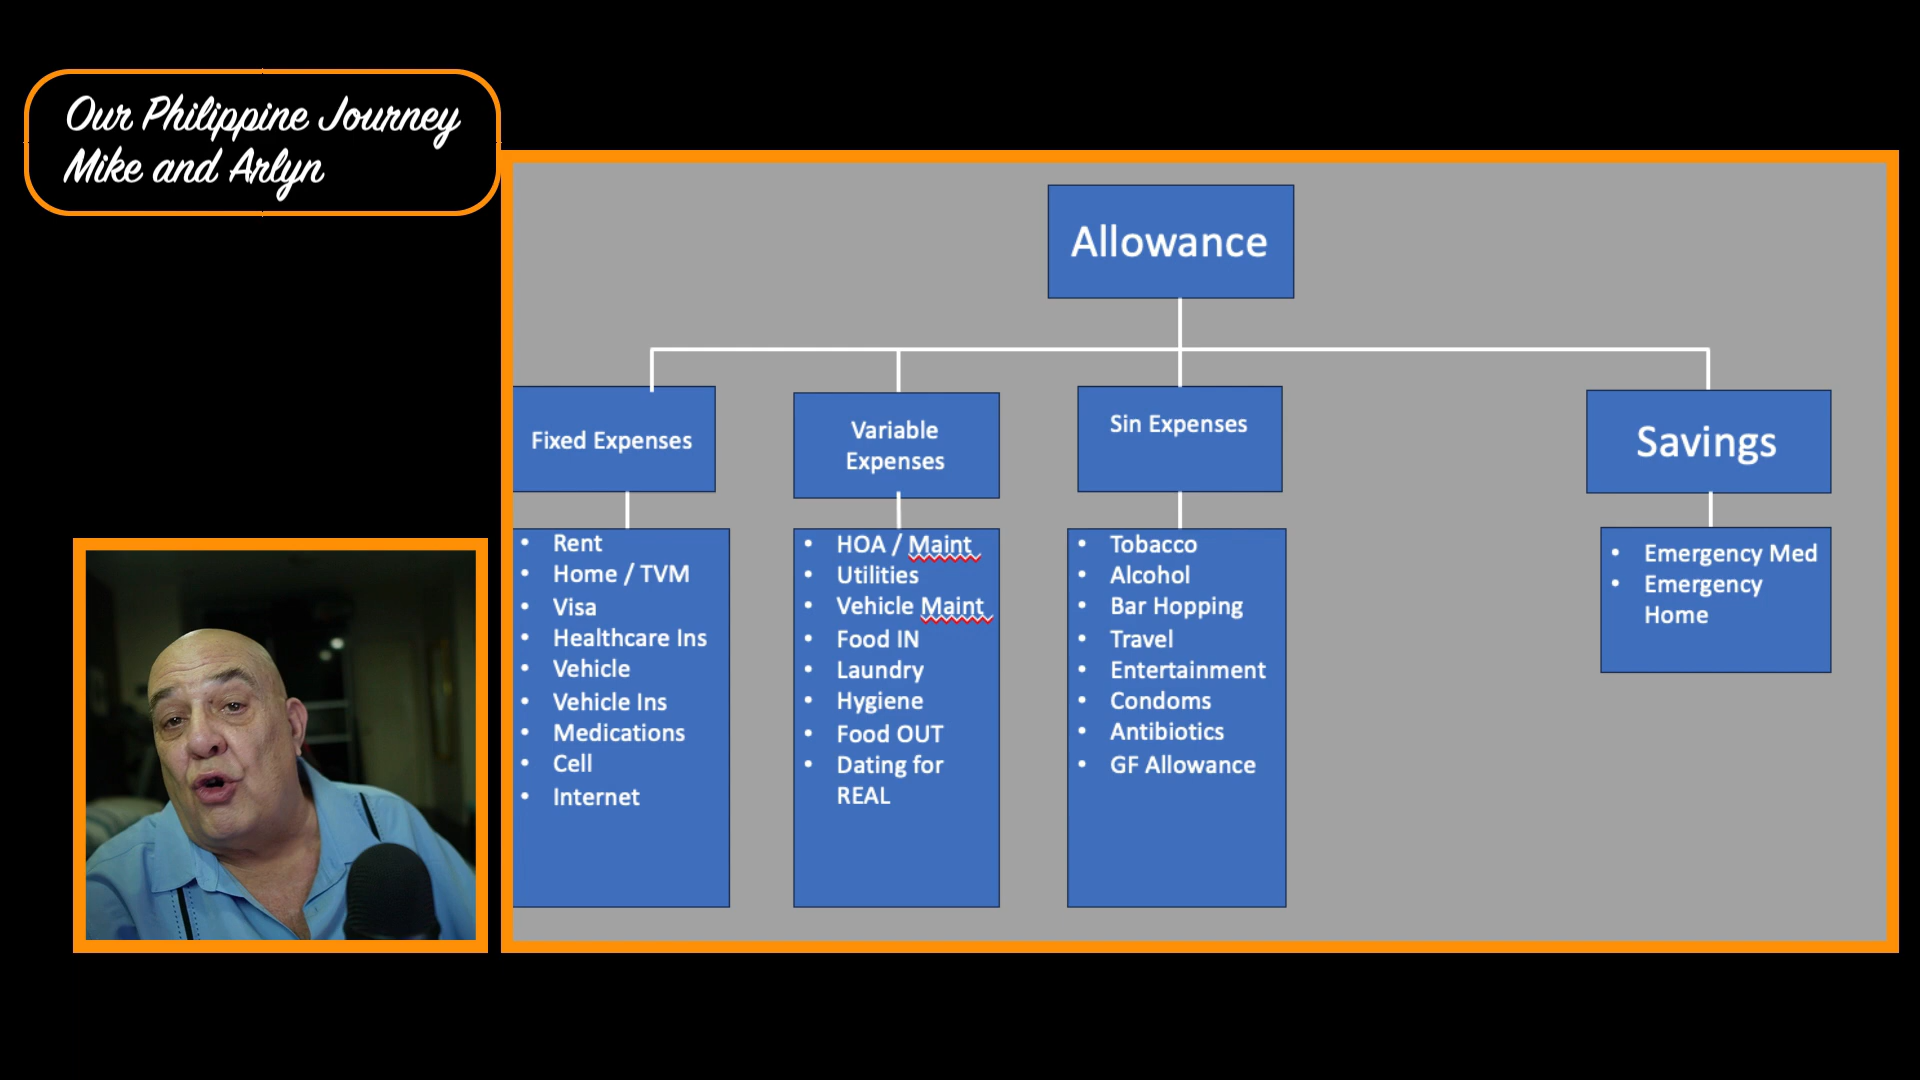 Our Philippine Journey
Mike and Arlyn
Allowance
Fixed Expenses
• Rent
• Home / TVM
• Visa
• Healthcare Ins
• Vehicle
• Vehicle Ins
• Medications
• Cell
• Internet
Variable
Expenses
• HOA / Maint
• Utilities
• Vehicle Maint
• Food IN
• Laundry
• Hygiene
• Food OUT
• Dating for
REAL
Sin Expenses
• Tobacco
• Alcohol
• Bar Hopping
• Travel
• Entertainment
• Condoms
• Antibiotics
• GF Allowance
Savings
• Emergency Med
• Emergency
Home